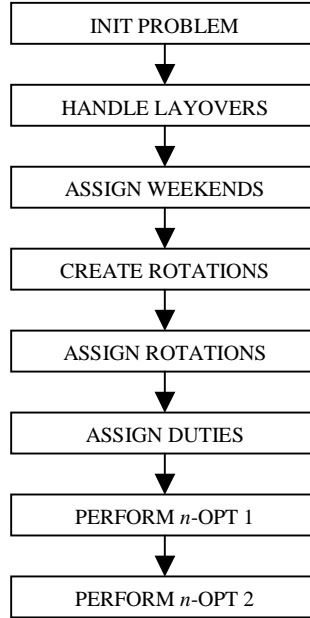 INIT PROBLEM
HANDLE LAYOVERS
ASSIGN WEEKENDS
CREATE ROTATIONS
ASSIGN ROTATIONS
ASSIGN DUTIES
PERFORM n-OPT 1
PERFORM n-OPT 2